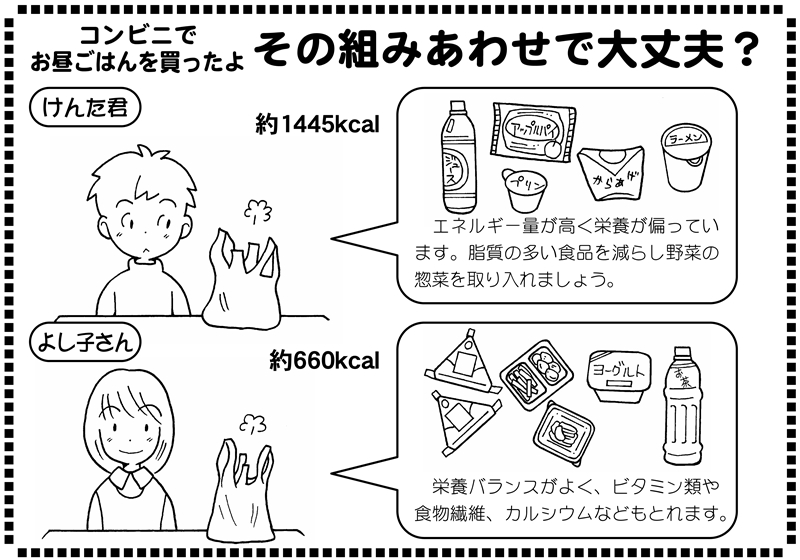 コンビニで
お昼ごはんを買ったよ
その組みあわせで大丈夫？
けんた君
約1445kcal
ジュース
アップルパイ
プリン
からあげ
ラーメン
エネルギー量が高く栄養が偏ってい
ます。脂質の多い食品を減らし野菜の
惣菜を取り入れましょう。
よし子さん
約660kcal
ヨーグルト
お茶
栄養バランスがよく、ビタミン類や
食物繊維、カルシウムなどもとれます。